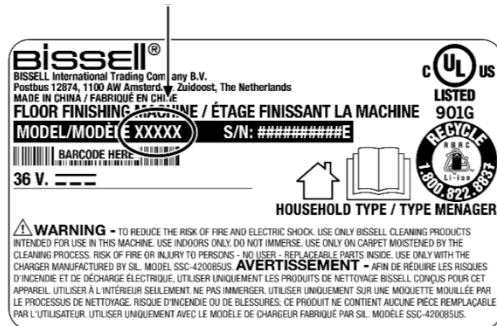 BISSELL®
BISSELL International Trading Company B.V.
Postbus 12874, 1100 AW Amsterdam Zuidoost, The Netherlands
MADE IN CHINA / FABRIQUÉ EN CHINE
FLOOR FINISHING MACHINE / ÉTAGE FINISSANT LA MACHINE
MODEL/MODÈLE XXXXX S/N: ##########E
BARCODE HERE
36 V.
C UL US
LISTED
901G
RECYCLE
RBRC
Li-ion
1.800.822.8837
HOUSEHOLD TYPE / TYPE MENAGER
WARNING - TO REDUCE THE RISK OF FIRE AND ELECTRIC SHOCK. USE ONLY BISSELL CLEANING PRODUCTS
INTENDED FOR USE IN THIS MACHINE. USE INDOORS ONLY. DO NOT IMMERSE. USE ONLY ON CARPET MOISTENED BY THE
CLEANING PROCESS. RISK OF FIRE OR INJURY TO PERSONS - NO USER - REPLACEABLE PARTS INSIDE. USE ONLY WITH THE
CHARGER MANUFACTURED BY SIL. MODEL SSC-420085US. AVERTISSEMENT - AFIN DE RÉDUIRE LES RISQUES
D'INCENDIE ET DE DÉCHARGE ÉLECTRIQUE, UTILISER UNIQUEMENT LES PRODUITS DE NETTOYAGE BISSELL CONÇUS POUR CET
APPAREIL. UTILISER À L'INTÉRIEUR SEULEMENT. NE PAS IMMERGER. UTILISER UNIQUEMENT SUR UNE MOQUETTE MOUILLÉE PAR
LE PROCESSUS DE NETTOYAGE. RISQUE D'INCENDIE OU DE BLESSURES; CE PRODUIT NE CONTIENT AUCUNE PIÈCE REMPLAÇABLE
PAR L'UTILISATEUR. UTILISER UNIQUEMENT AVEC LE MODÈLE DE CHARGEUR FABRIQUÉ PAR SIL. MODÈLE SSC-420085US.